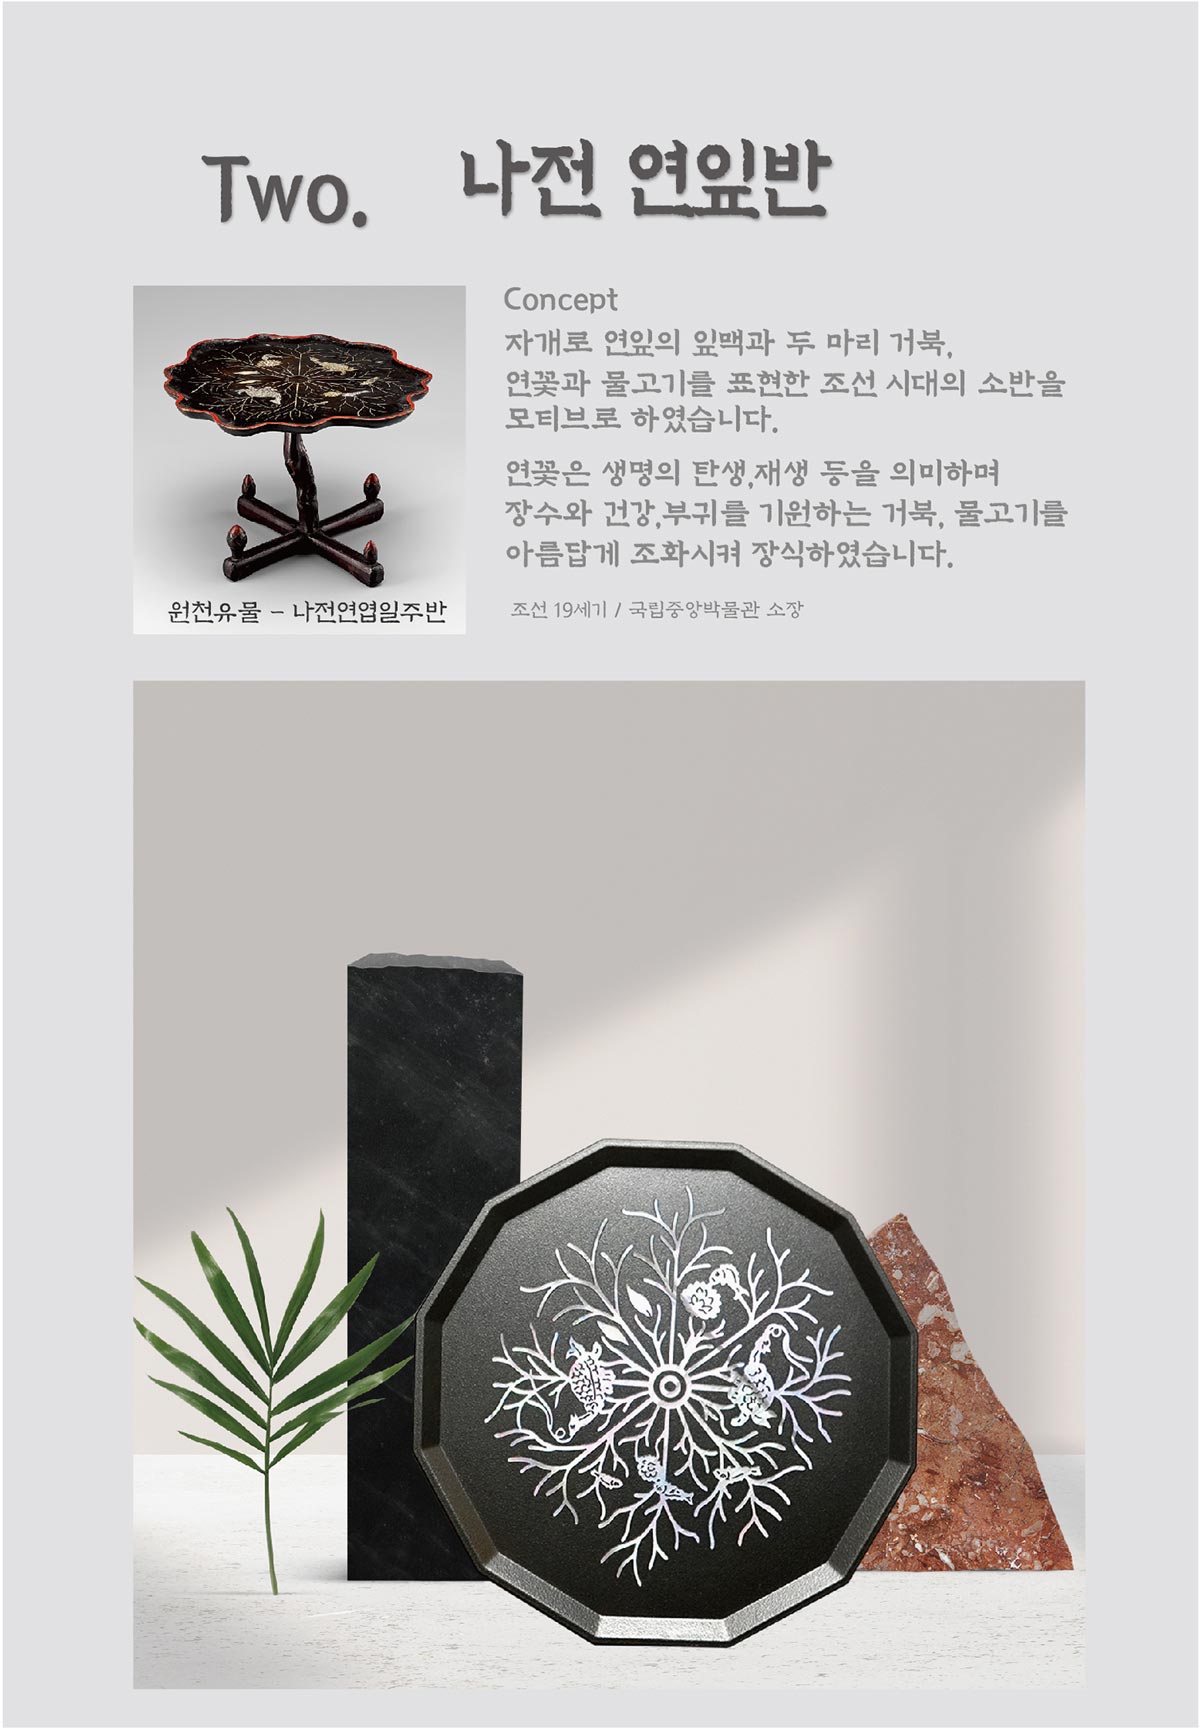 Two. 나전 연잎반
Concept
자개로 연잎의 잎맥과 두 마리 거북,
연꽃과 물고기를 표현한 조선 시대의 소반을
모티브로 하였습니다.
연꽃은 생명의 탄생,재생 등을 의미하며
장수와 건강,부귀를 기원하는 거북, 물고기를
아름답게 조화시켜 장식하였습니다.
원천유물 - 나전연엽일주반
조선 19세기 / 국립중앙박물관 소장